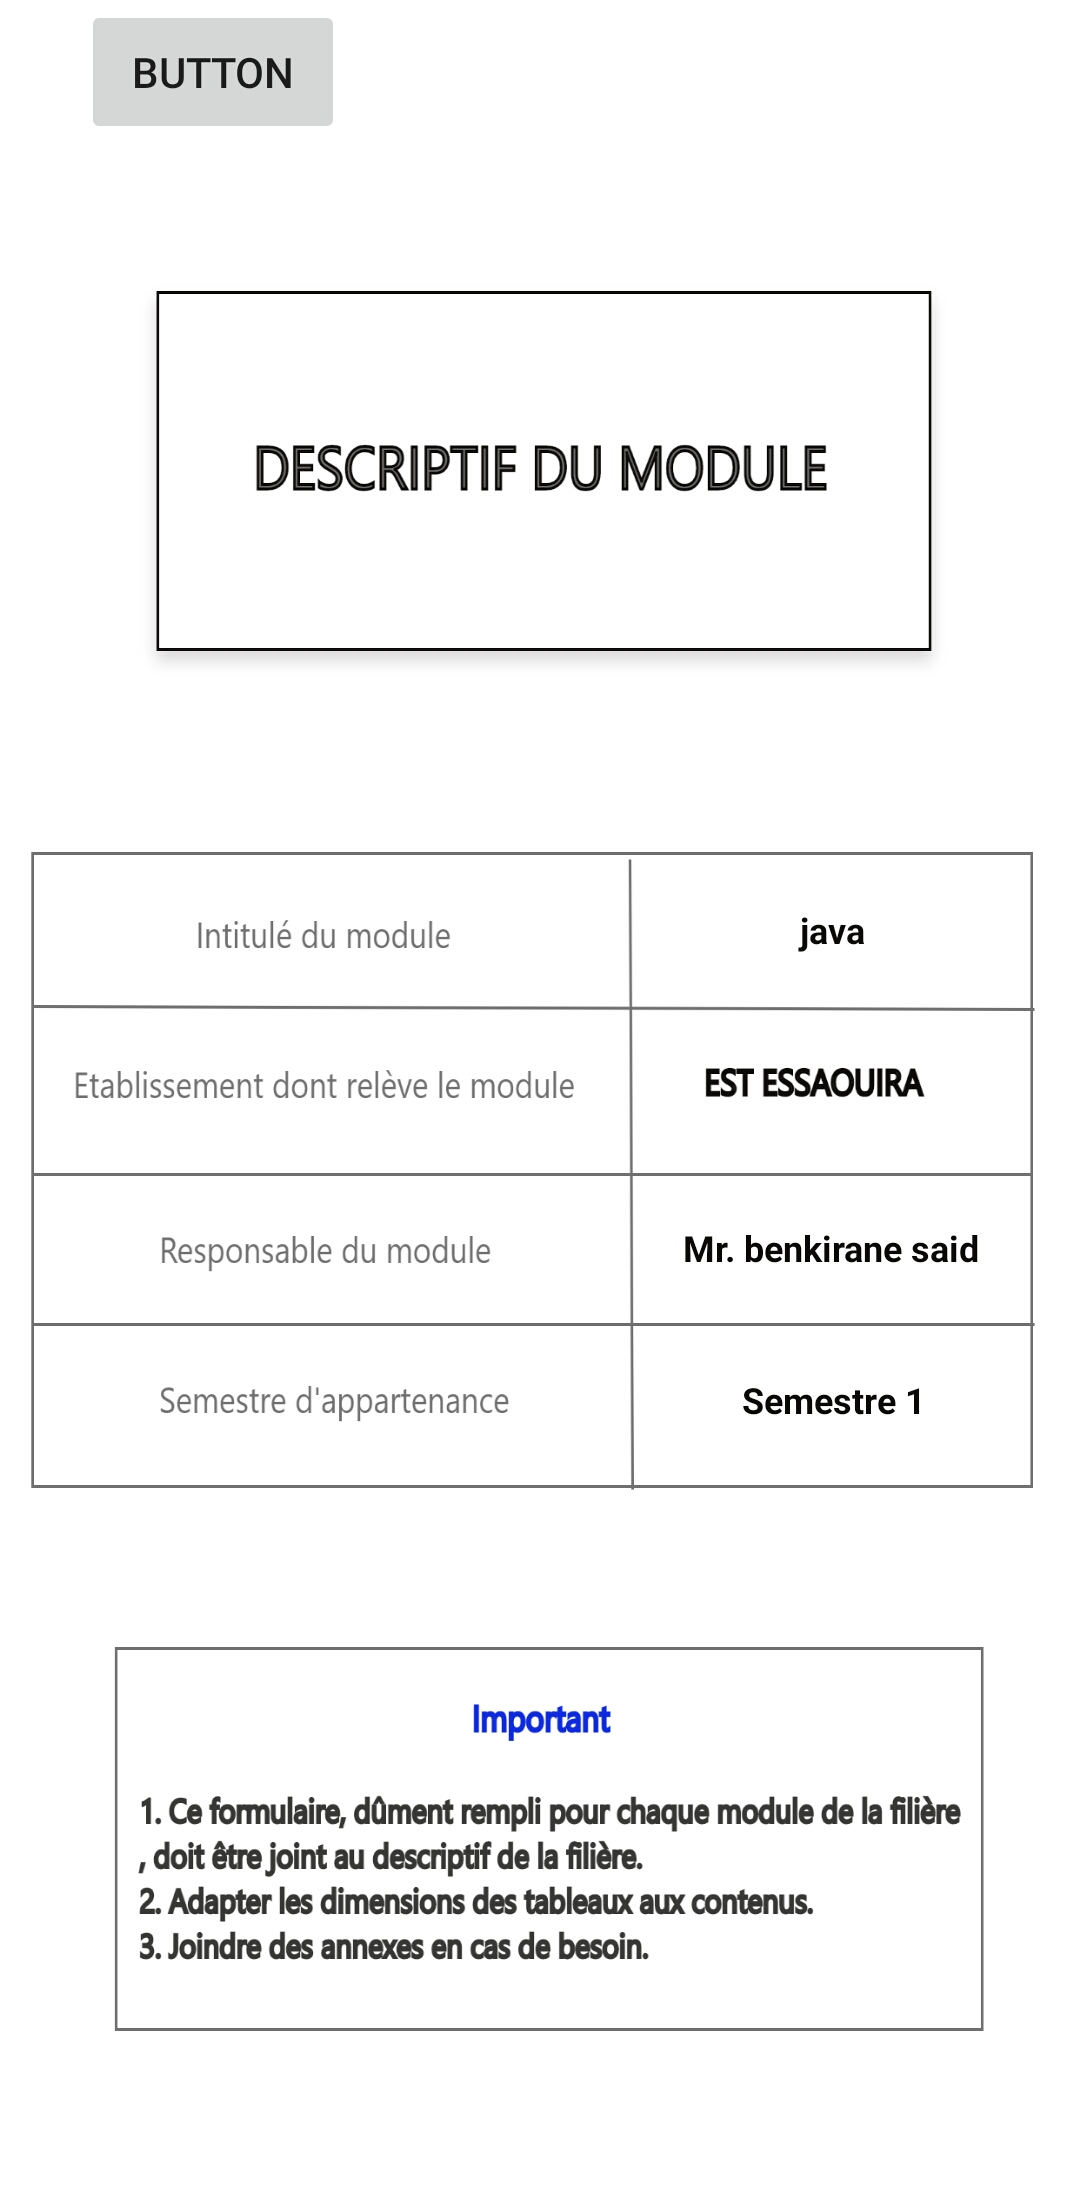 BUTTON
DESCRIPTIF DU MODULE
Intitulé du module
java
Etablissement dont relève le module
EST ESSAOUIRA
Responsable du module
Mr. benkirane said
Semestre d'appartenance
Semestre 1
Important
1. Ce formulaire, dûment rempli pour chaque module de la filière
, doit être joint au descriptif de la filière.
2. Adapter les dimensions des tableaux aux contenus.
3. Joindre des annexes en cas de besoin.